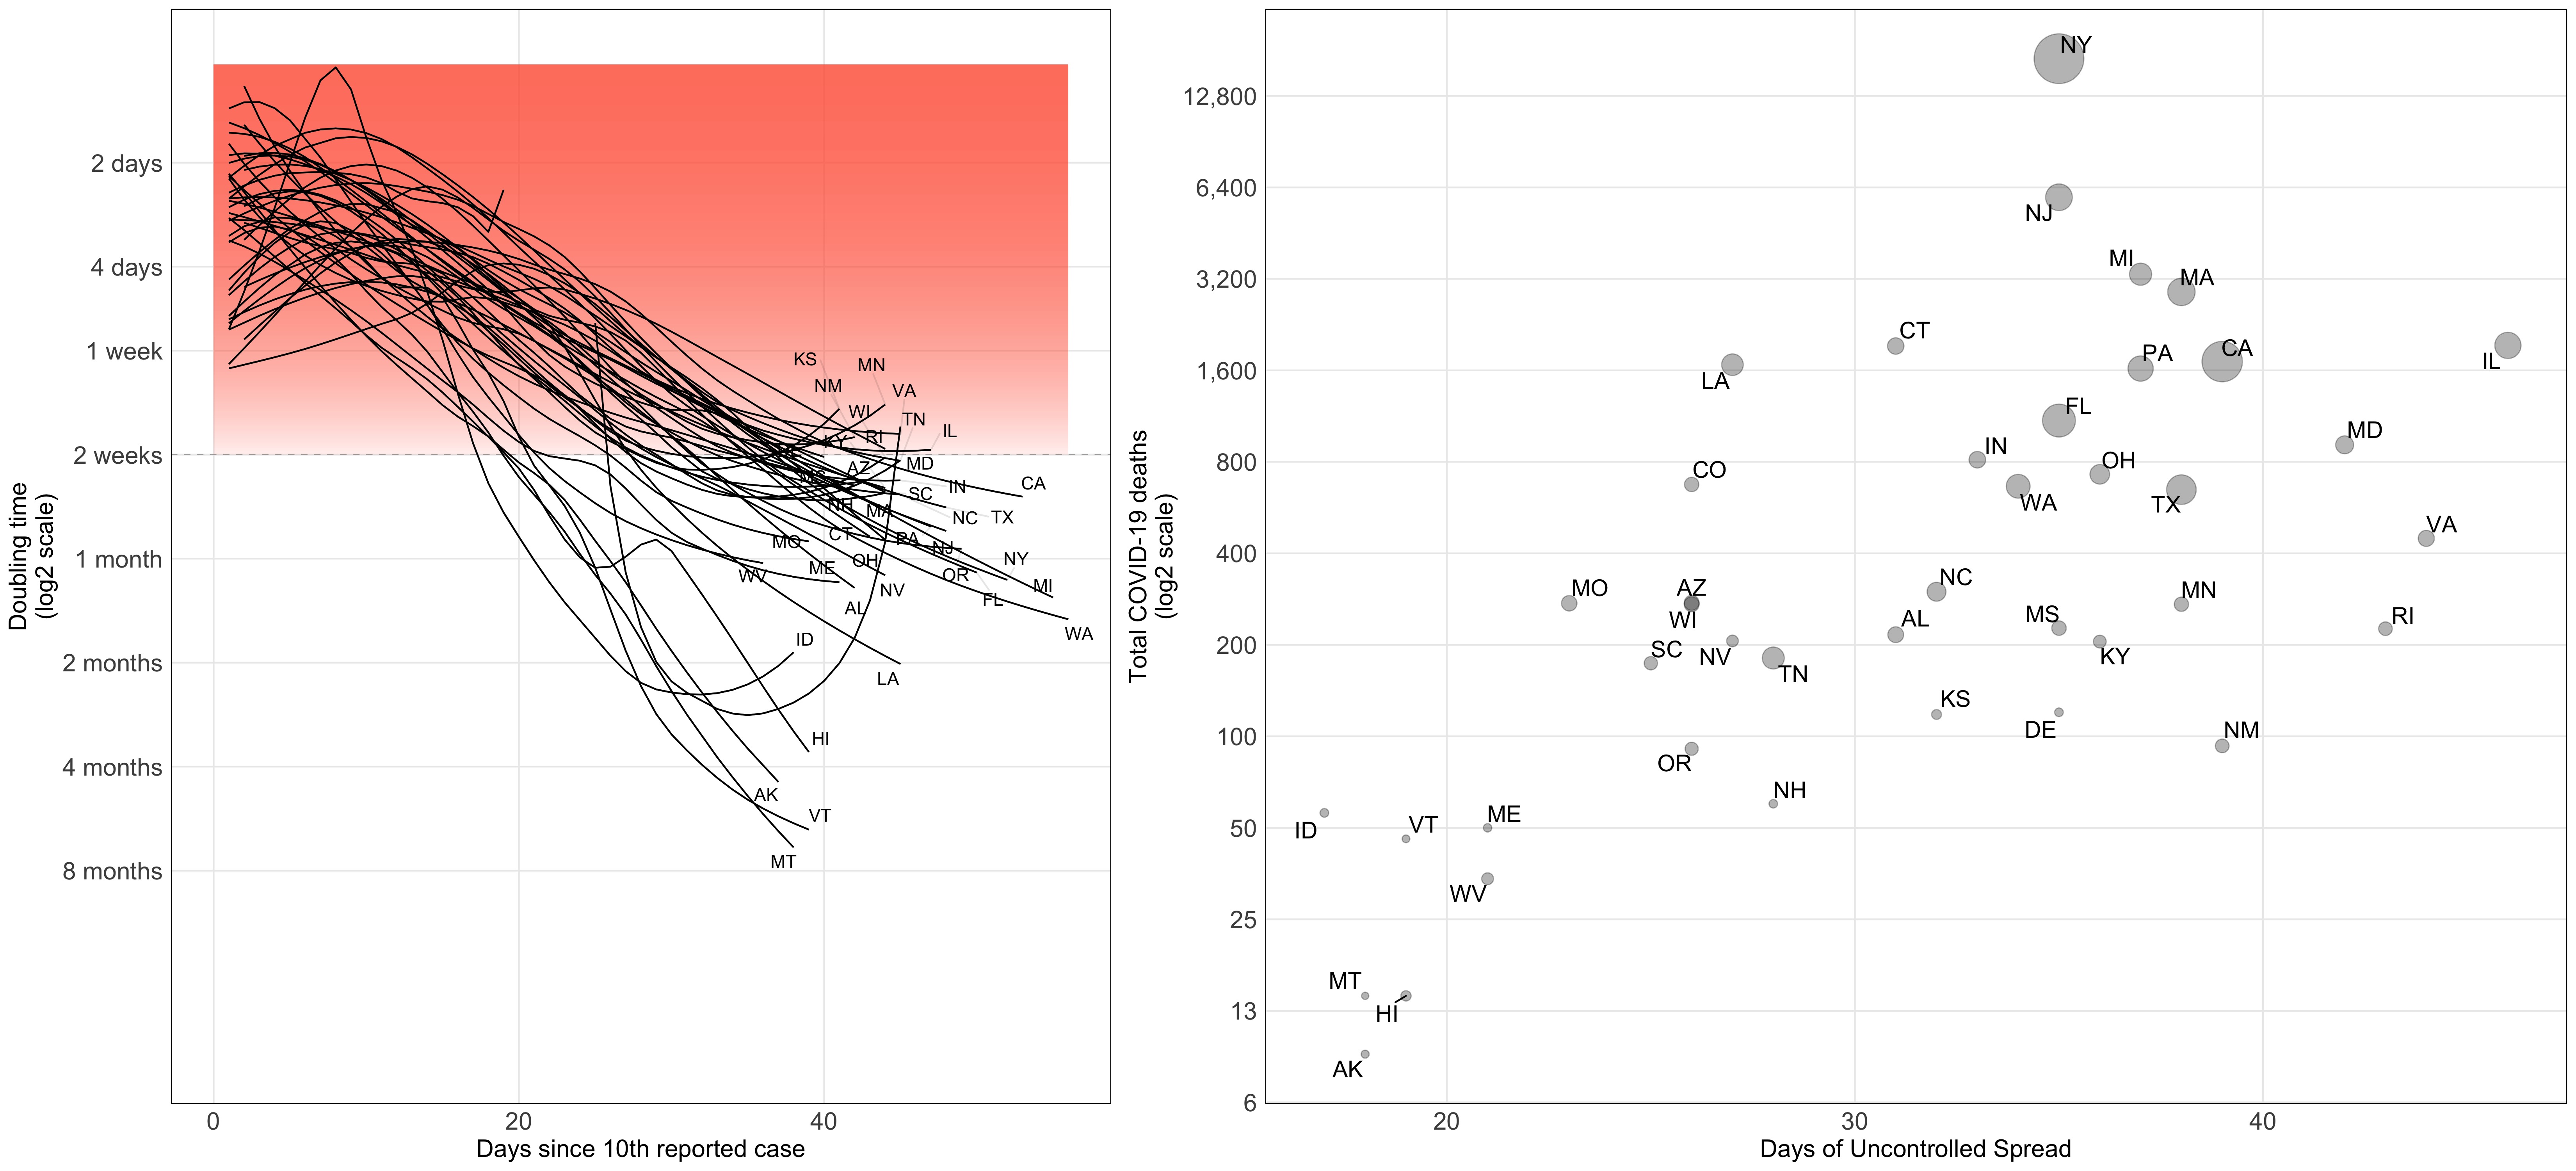 Doubling time
(log2 scale)
2 days
4 days
1 week
2 weeks
1 month
2 months
4 months
8 months
KS
MN
NM
VA
WI
TN
IL
KY
RI
DE
AZ
MD
MS
CA
IN
SC
NH
MA
NC
TX
CT
PA
MO
NJ
OH
NY
WV
ME
OR
NV
MI
FL
AL
WA
ID
LA
HI
AK
VT
MT
0
20
40
Days since 10th reported case
Total COVID-19 deaths
(log2 scale)
12,800
6,400
3,200
1,600
800
400
200
100
50
25
13
6
NY
NJ
MI
MA
CT
PA
CA
LA
IL
FL
MD
IN
CO
OH
WA
TX
VA
MO
AZ
NC
MN
WI
AL
MS
RI
SC
NV
KY
TN
KS
DE
NM
OR
NH
ID
VT
ME
WV
MT
HI
AK
20
30
40
Days of Uncontrolled Spread